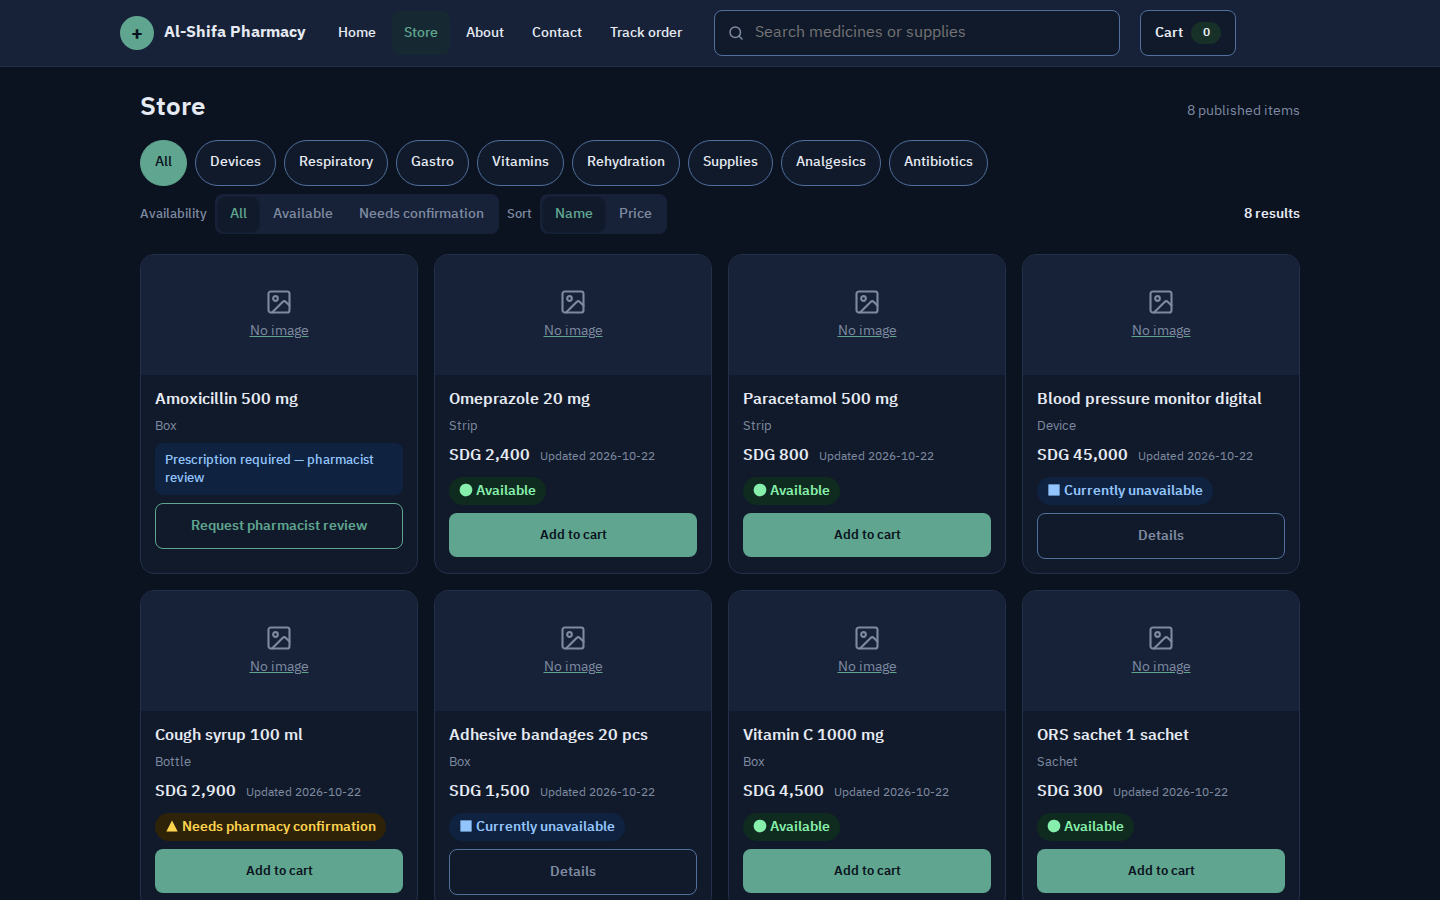 Al-Shifa Pharmacy Home Store About Contact Track order Search medicines or supplies Cart 0
Store
8 published items
All Devices Respiratory Gastro Vitamins Rehydration Supplies Analgesics Antibiotics
Availability All Available Needs confirmation Sort Name Price 8 results
No image
Amoxicillin 500 mg
Box
Prescription required — pharmacist
review
Request pharmacist review
No image
Omeprazole 20 mg
Strip
SDG 2,400 Updated 2026-10-22
Available
Add to cart
No image
Paracetamol 500 mg
Strip
SDG 800 Updated 2026-10-22
Available
Add to cart
No image
Blood pressure monitor digital
Device
SDG 45,000 Updated 2026-10-22
Currently unavailable
Details
No image
Cough syrup 100 ml
Bottle
SDG 2,900 Updated 2026-10-22
Needs pharmacy confirmation
Add to cart
No image
Adhesive bandages 20 pcs
Box
SDG 1,500 Updated 2026-10-22
Currently unavailable
Details
No image
Vitamin C 1000 mg
Box
SDG 4,500 Updated 2026-10-22
Available
Add to cart
No image
ORS sachet 1 sachet
Sachet
SDG 300 Updated 2026-10-22
Available
Add to cart